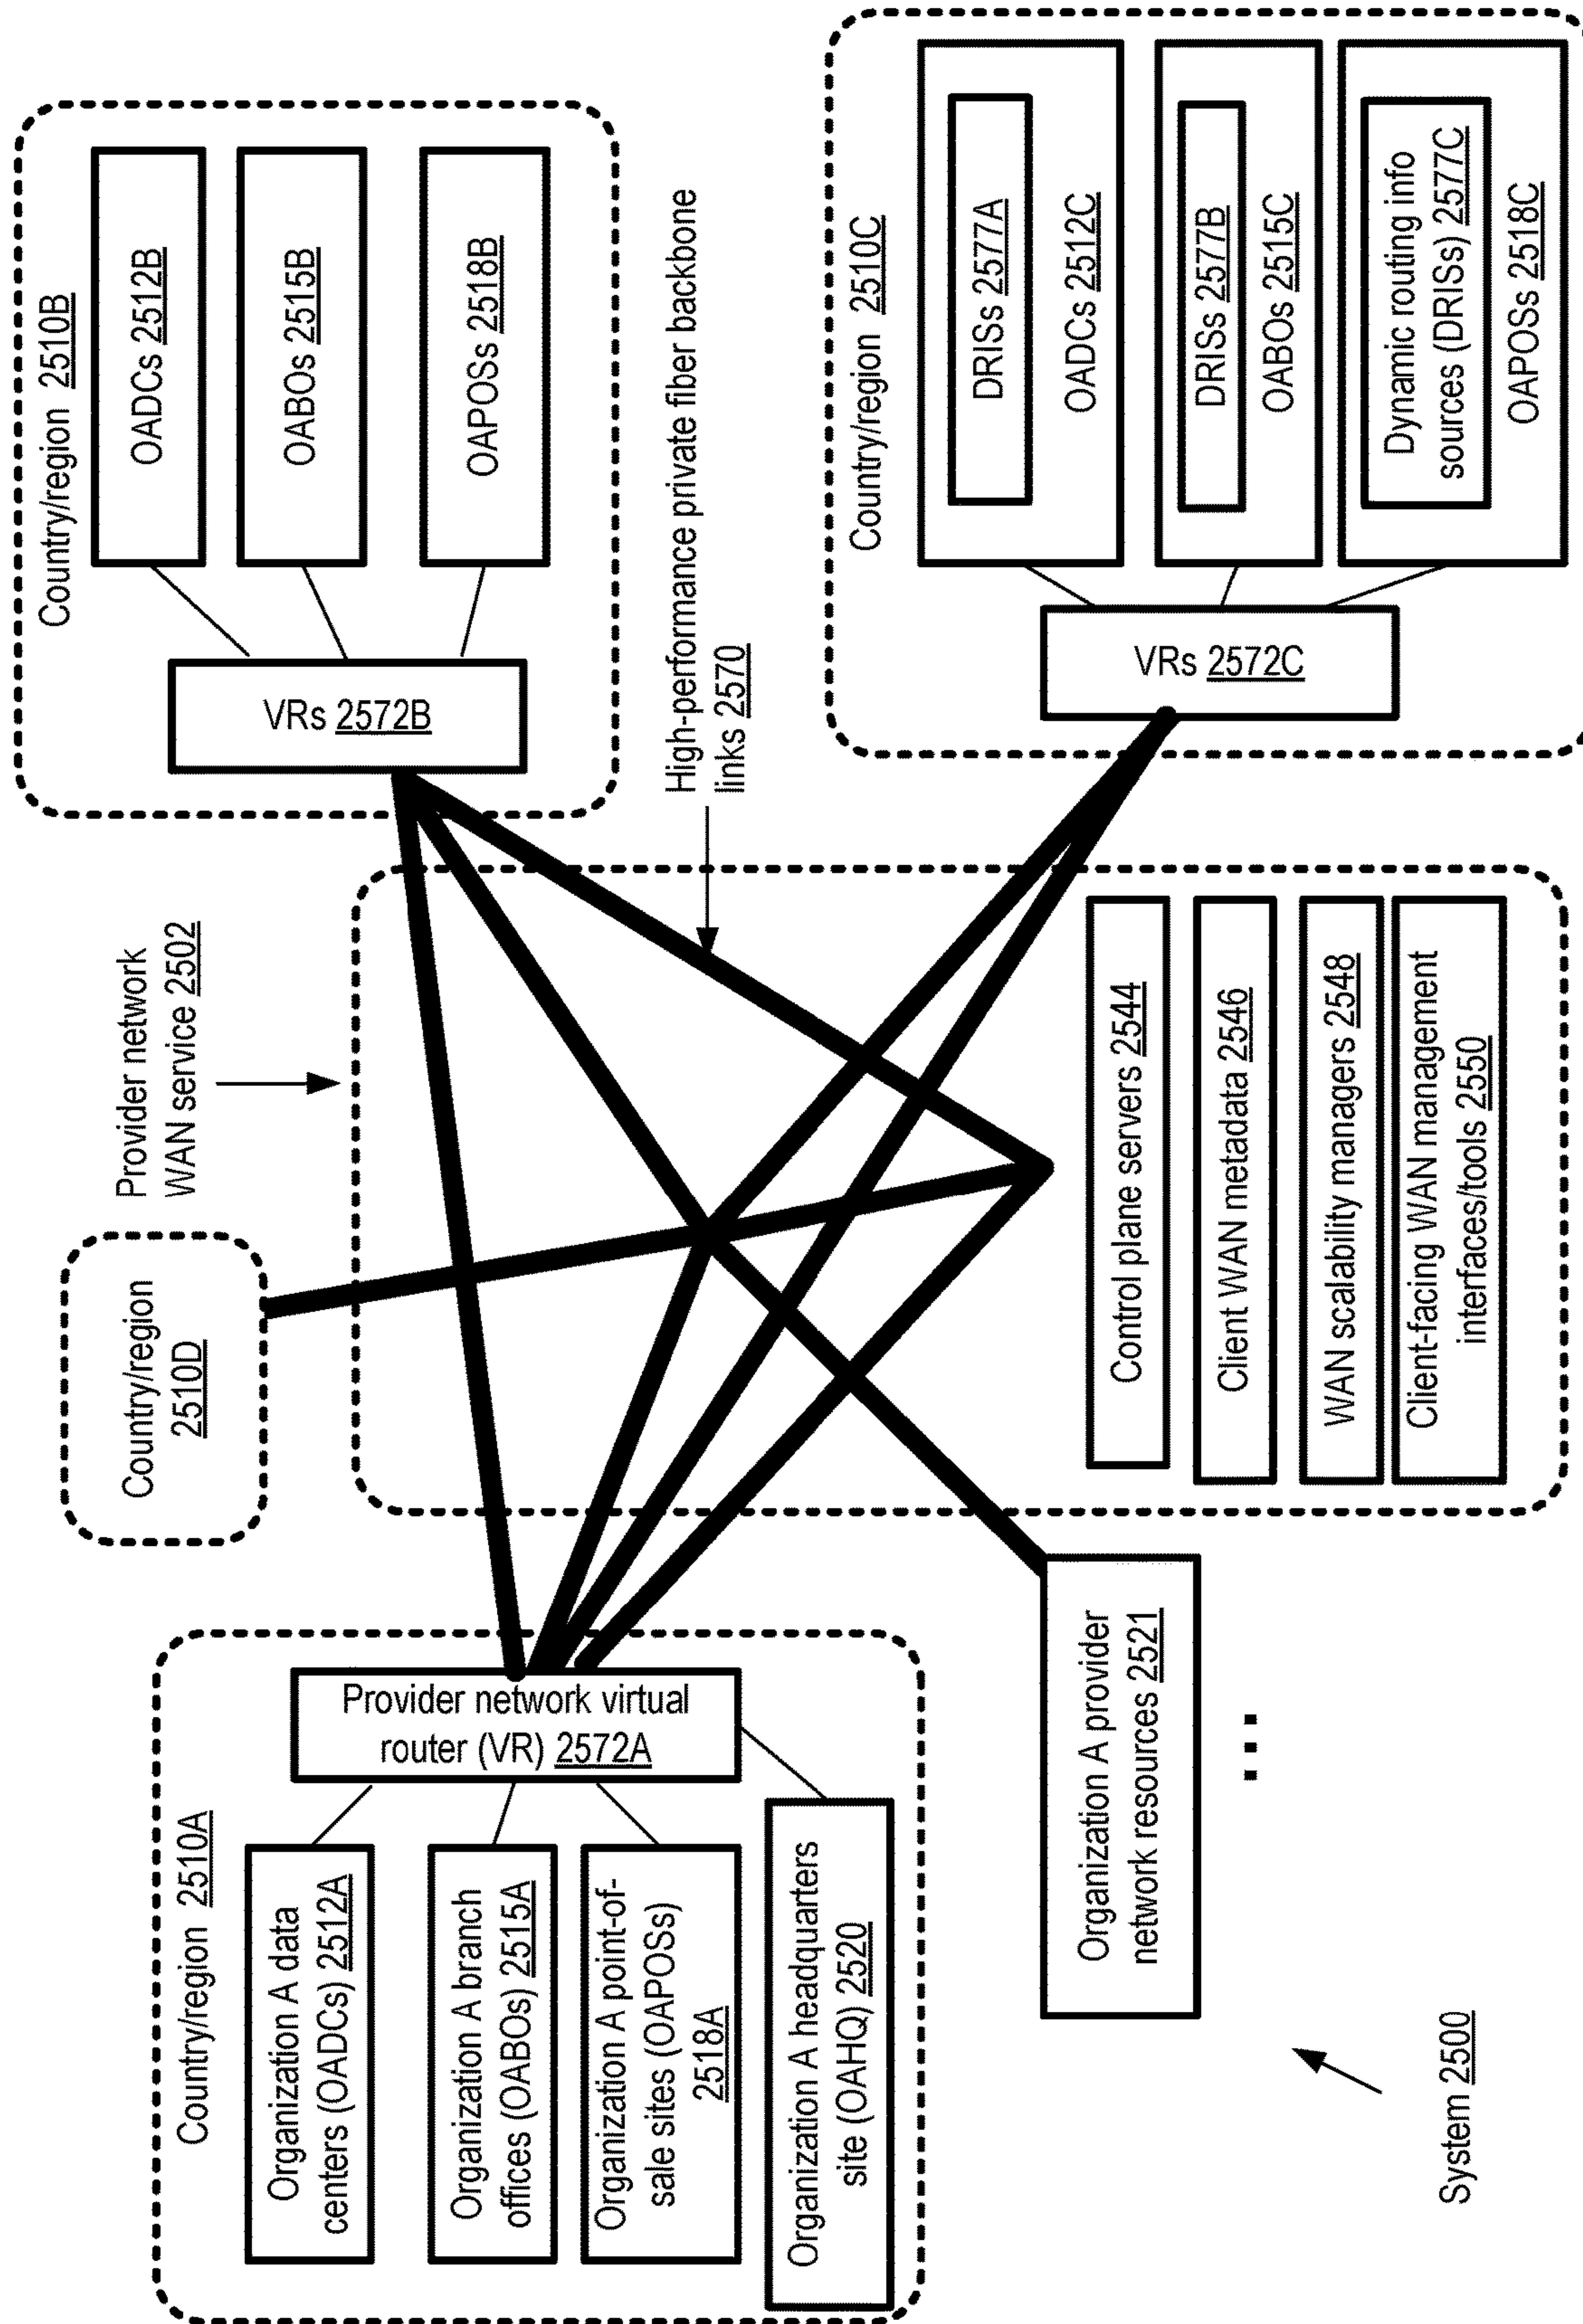 Country/region 2510A
Organization A data
centers (OADCs) 2512A
Organization A branch
offices (OABOs) 2515A
Organization A point-of-
sale sites (OAPOSs)
2518A
Organization A headquarters
site (OAHQ) 2520
Provider network virtual
router (VR) 2572A
Country/region
2510D
Provider network
WAN service 2502
Country/region 2510B
OADCs 2512B
OABOs 2515B
OAPOSs 2518B
VRs 2572B
High-performance private fiber backbone
links 2570
Control plane servers 2544
Client WAN metadata 2546
WAN scalability managers 2548
Client-facing WAN management
interfaces/tools 2550
Country/region 2510C
DRISs 2577A
OADCs 2512C
DRISs 2577B
OABOs 2515C
Dynamic routing info
sources (DRISs) 2577C
OAPOSs 2518C
VRs 2572C
Organization A provider
network resources 2521
...
System 2500